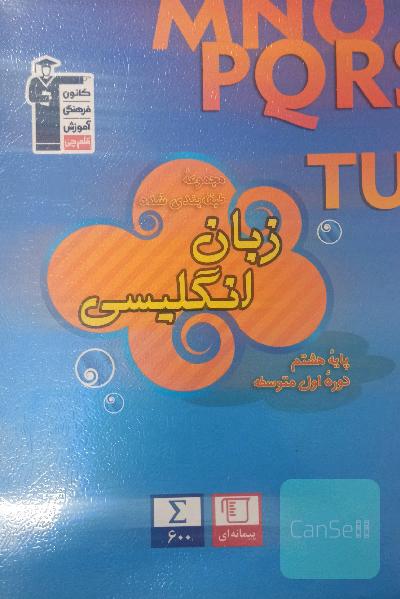 MNO
PQRS
TU
کانون
فرهنگی
آموزش
قلم‌چی
مجموعه
طبقه‌بندی شده
زبان
انگلیسی
پایهٔ هشتم
دورهٔ اول متوسطه
Σ
۶۰۰
پیمانه‌ای
CanSell